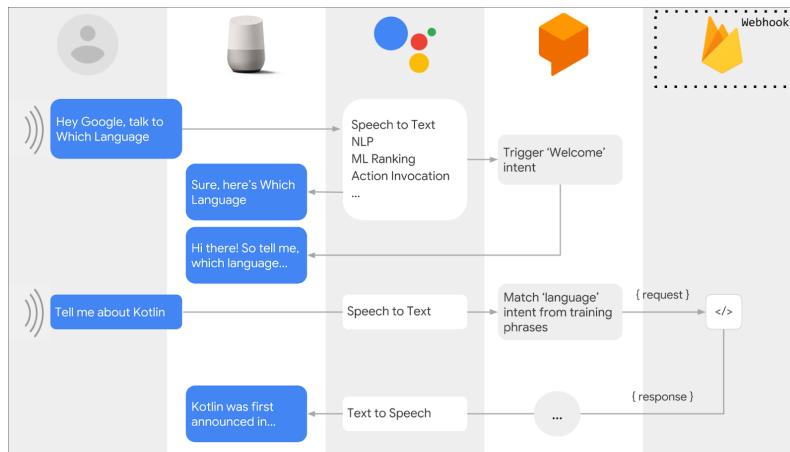 Webhook
Hey Google, talk to
Which Language
Speech to Text
NLP
ML Ranking
Action Invocation
...
Trigger ‘Welcome’
intent
Sure, here’s Which
Language
Hi there! So tell me,
which language...
Tell me about Kotlin
Speech to Text
Match ‘language’
intent from training
phrases
{ request }
</>
Kotlin was first
announced in...
Text to Speech
...
{ response }